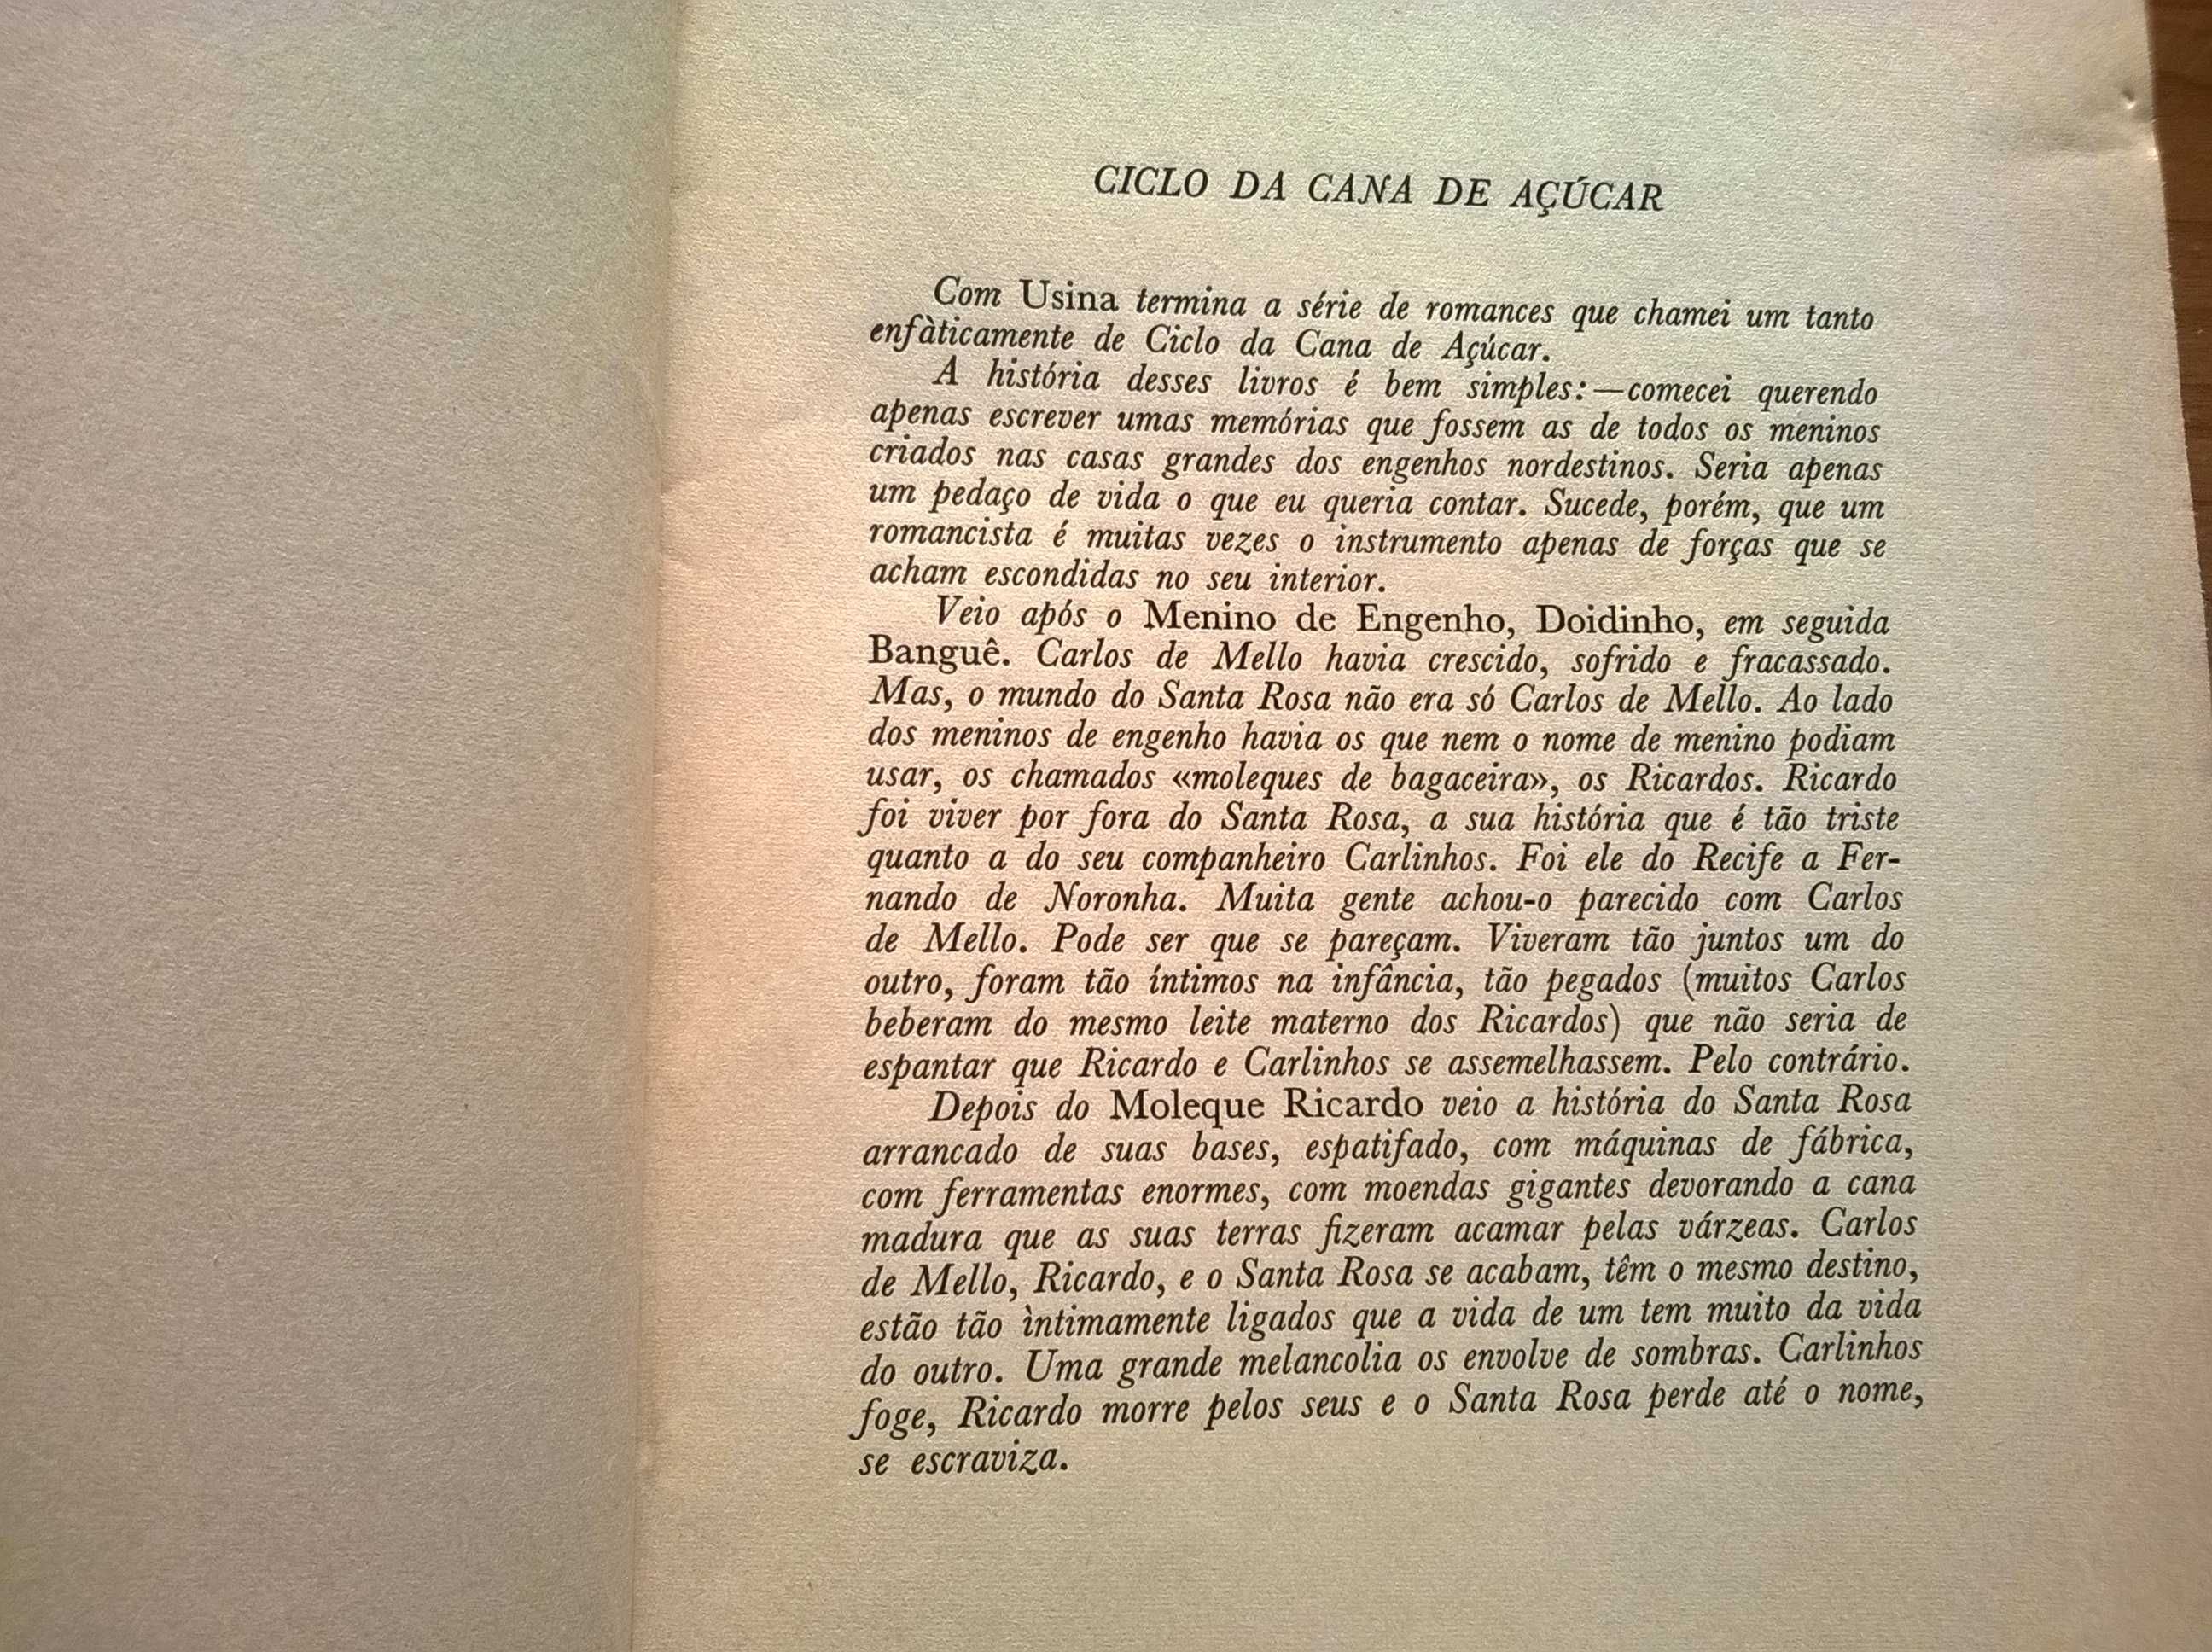 CICLO DA CANA DE AÇÚCAR
Com Usina termina a série de romances que chamei um tanto
enfàticamente de Ciclo da Cana de Açúcar.
A história desses livros é bem simples:—comecei querendo
apenas escrever umas memórias que fossem as de todos os meninos
criados nas casas grandes dos engenhos nordestinos. Seria apenas
um pedaço de vida o que eu queria contar. Sucede, porém, que um
romancista é muitas vezes o instrumento apenas de forças que se
acham escondidas no seu interior.
Veio após o Menino de Engenho, Doidinho, em seguida
Banguê. Carlos de Mello havia crescido, sofrido e fracassado.
Mas, o mundo do Santa Rosa não era só Carlos de Mello. Ao lado
dos meninos de engenho havia os que nem o nome de menino podiam
usar, os chamados «moleques de bagaceira», os Ricardos. Ricardo
foi viver por fora do Santa Rosa, a sua história que é tão triste
quanto a do seu companheiro Carlinhos. Foi ele do Recife a Fer-
nando de Noronha. Muita gente achou-o parecido com Carlos
de Mello. Pode ser que se pareçam. Viveram tão juntos um do
outro, foram tão íntimos na infância, tão pegados (muitos Carlos
beberam do mesmo leite materno dos Ricardos) que não seria de
espantar que Ricardo e Carlinhos se assemelhassem. Pelo contrário.
Depois do Moleque Ricardo veio a história do Santa Rosa
arrancado de suas bases, espatifado, com máquinas de fábrica,
com ferramentas enormes, com moendas gigantes devorando a cana
madura que as suas terras fizeram acamar pelas várzeas. Carlos
de Mello, Ricardo, e o Santa Rosa se acabam, têm o mesmo destino,
estão tão ìntimamente ligados que a vida de um tem muito da vida
do outro. Uma grande melancolia os envolve de sombras. Carlinhos
foge, Ricardo morre pelos seus e o Santa Rosa perde até o nome,
se escraviza.